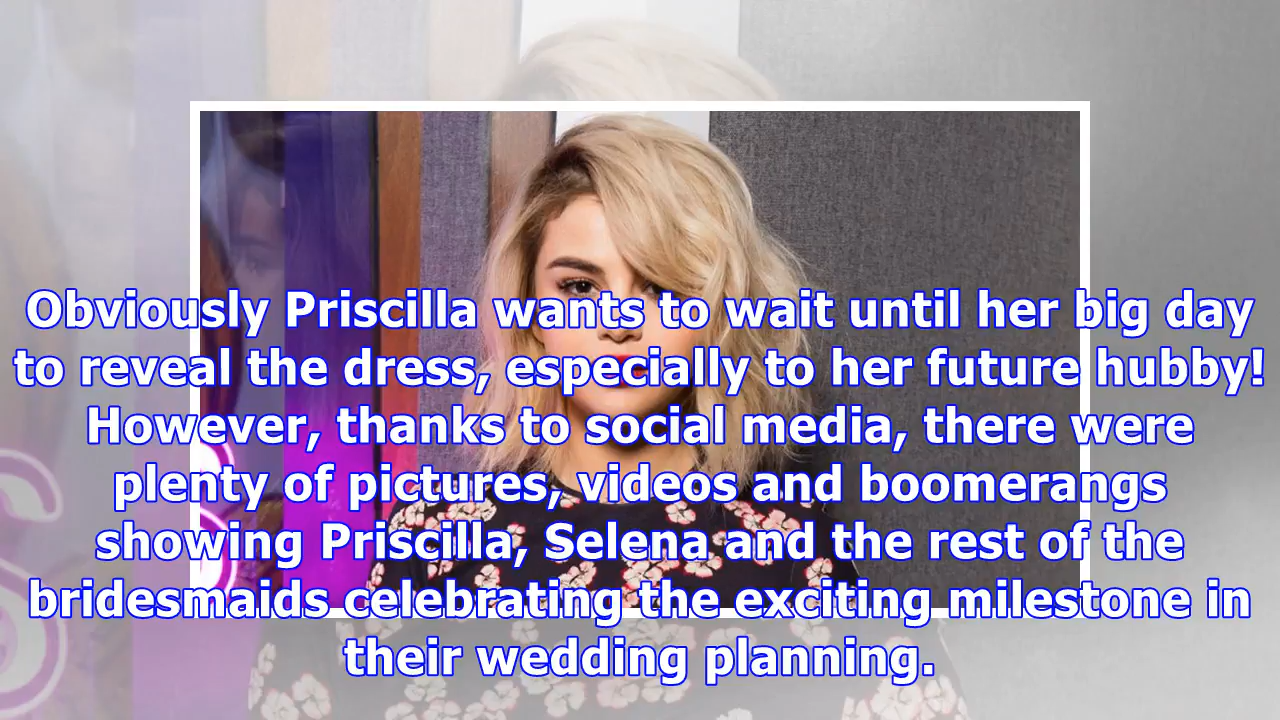 Obviously Priscilla wants to wait until her big day
to reveal the dress, especially to her future hubby!
However, thanks to social media, there were
plenty of pictures, videos and boomerangs
showing Priscilla, Selena and the rest of the
bridesmaids celebrating the exciting milestone in
their wedding planning.